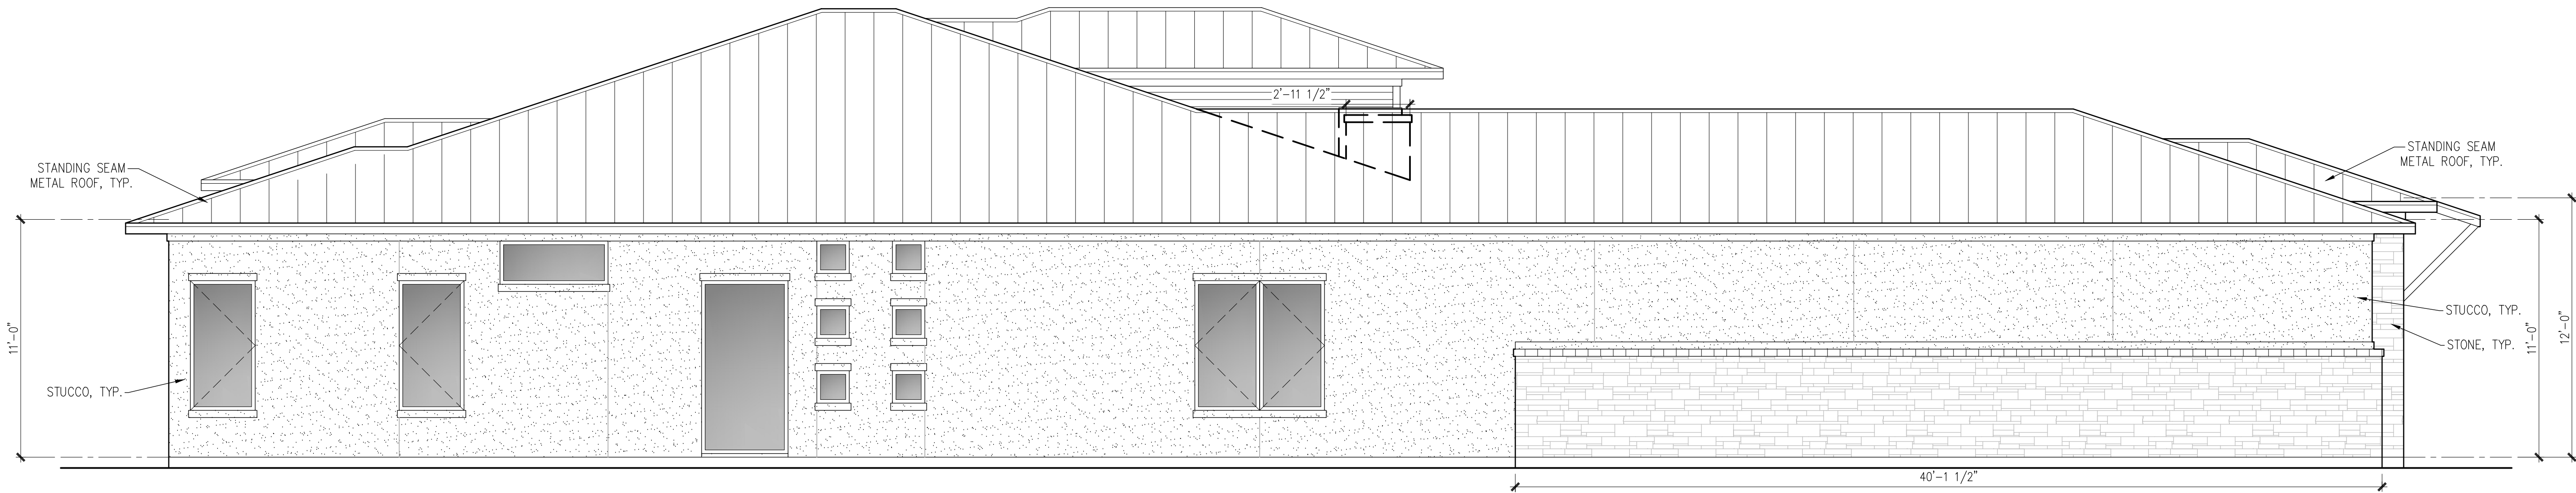 2'-11 1/2"
STANDING SEAM
METAL ROOF, TYP.
STANDING SEAM
METAL ROOF, TYP.
11'-0"
STUCCO, TYP.
STUCCO, TYP.
STONE, TYP.
11'-0"
12'-0"
40'-1 1/2"